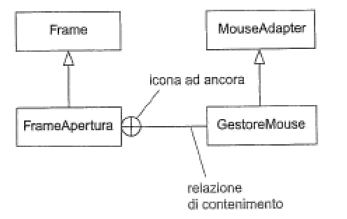 Frame
MouseAdapter
icona ad ancora
FrameApertura
GestoreMouse
relazione
di contenimento